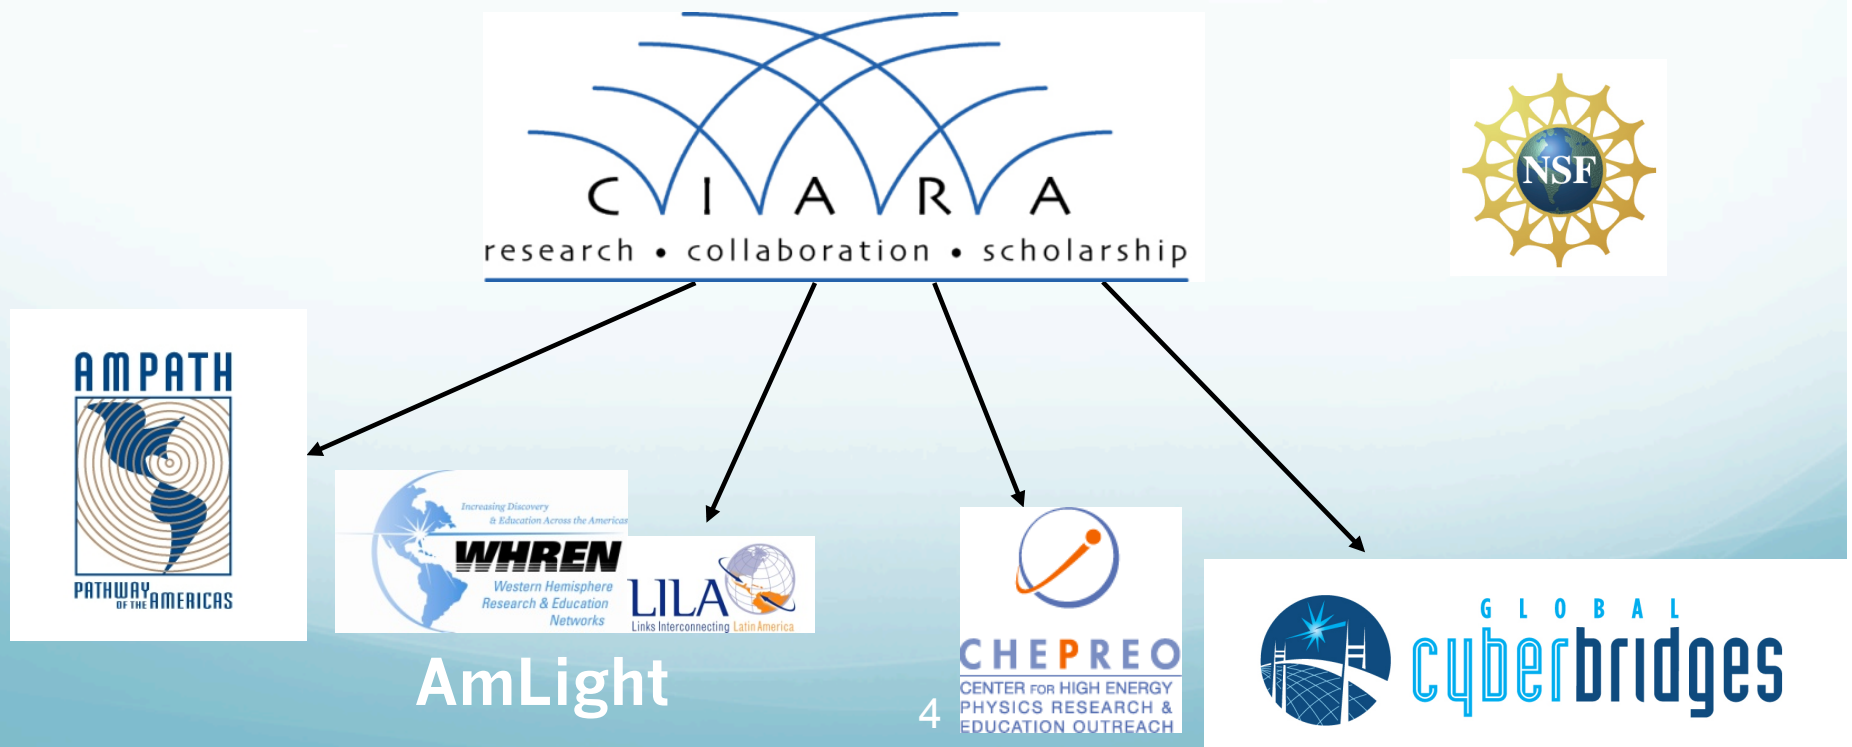 C I A R A
research • collaboration • scholarship
NSF
AMPATH
PATHWAY
OF THE AMERICAS
Increasing Discovery
& Education Across the Americas
WHREN
Western Hemisphere
Research & Education
Networks
LILA
Links Interconnecting Latin America
AmLight
CHEPREO
CENTER FOR HIGH ENERGY
PHYSICS RESEARCH &
EDUCATION OUTREACH
GLOBAL
cyberbridges
4